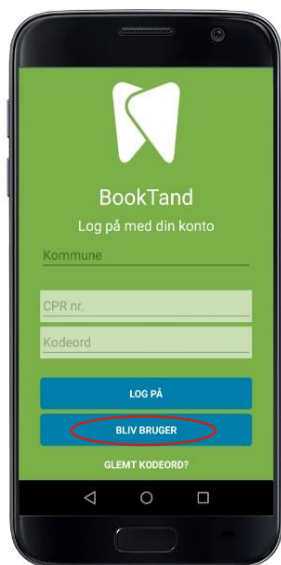 BookTand
Log på med din konto
Kommune
CPR nr.
Kodeord
LOG PÅ
BLIV BRUGER
GLEMT KODEORD?